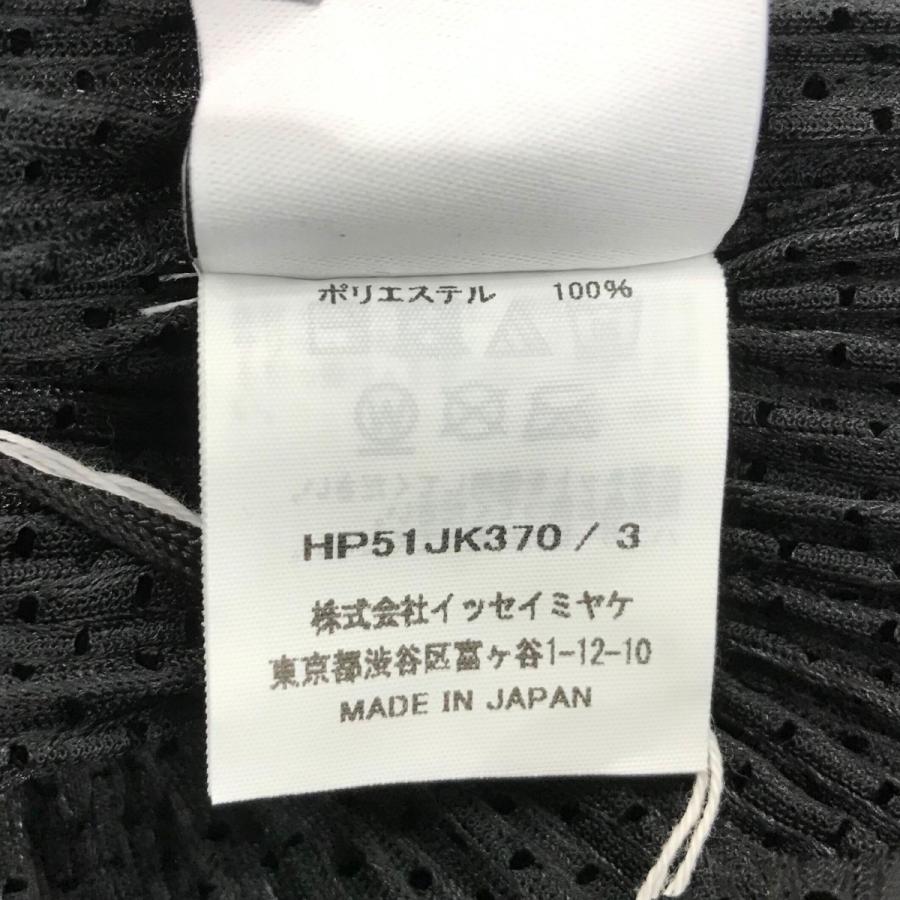 ポリエステル 100%
HP51JK370 / 3
株式会社イッセイミヤケ
東京都渋谷区富ヶ谷1-12-10
MADE IN JAPAN